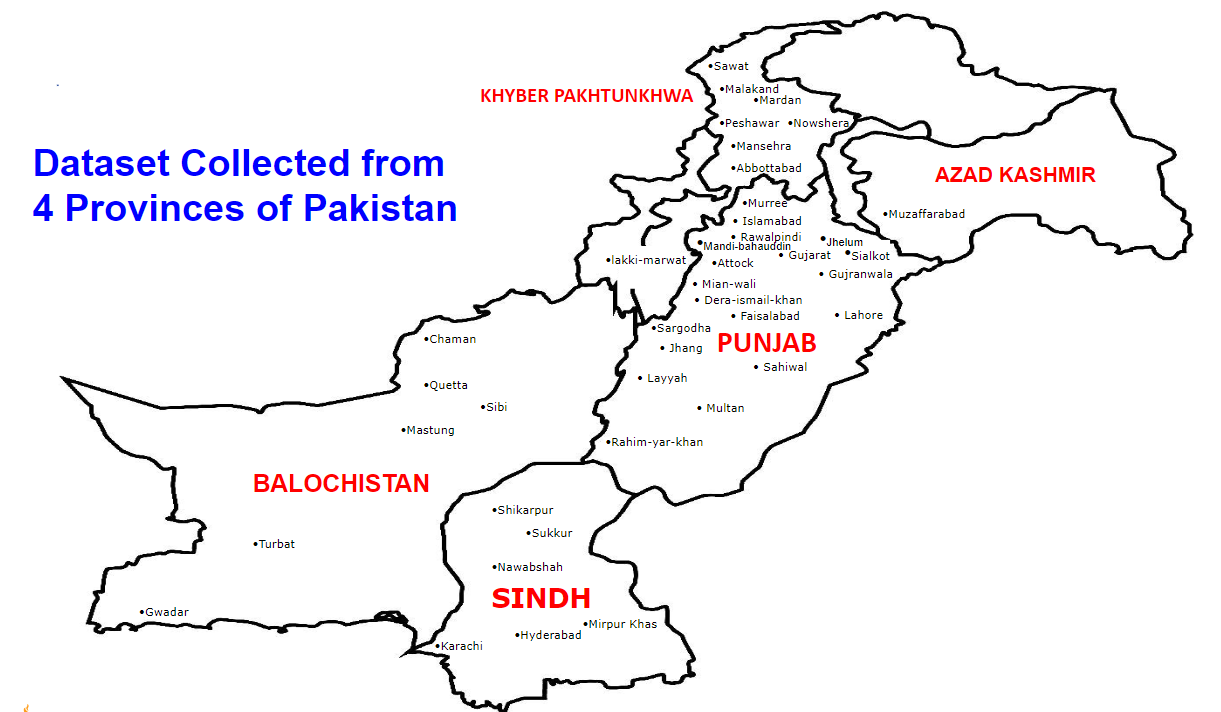 Dataset Collected from
4 Provinces of Pakistan
KHYBER PAKHTUNKHWA
•Sawat
•Malakand
•Mardan
•Peshawar
•Nowshera
•Mansehra
•Abbottabad
AZAD KASHMIR
•Muzaffarabad
•Murree
• Islamabad
• Rawalpindi
•Mandi-bahauddin
•Jhelum
• Gujarat
•Sialkot
•lakki-marwat
•Attock
• Gujranwala
• Mian-wali
• Dera-ismail-khan
• Faisalabad
• Lahore
•Sargodha
PUNJAB
• Jhang
• Sahiwal
• Layyah
• Multan
•Rahim-yar-khan
•Chaman
•Quetta
•Sibi
•Mastung
BALOCHISTAN
•Turbat
•Gwadar
•Shikarpur
•Sukkur
•Nawabshah
SINDH
•Mirpur Khas
•Hyderabad
•Karachi